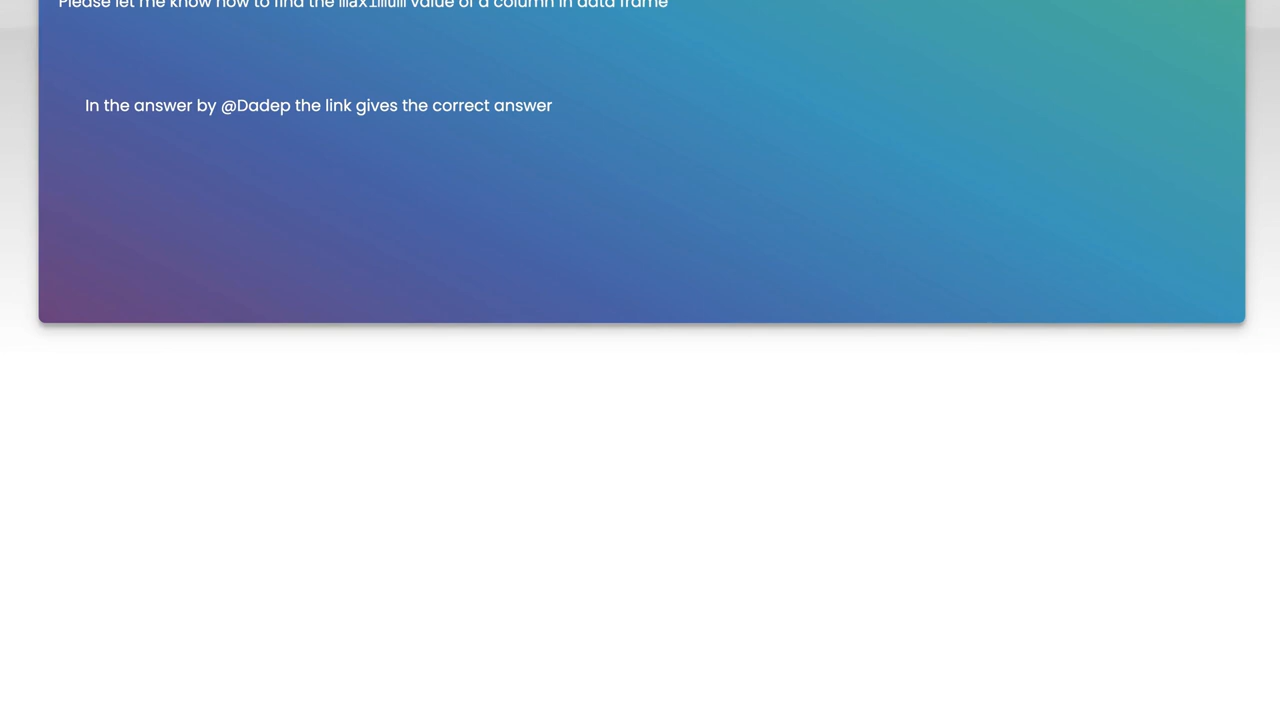 Please let me know how to find the maximum value of a column in data frame
In the answer by @Dadep the link gives the correct answer